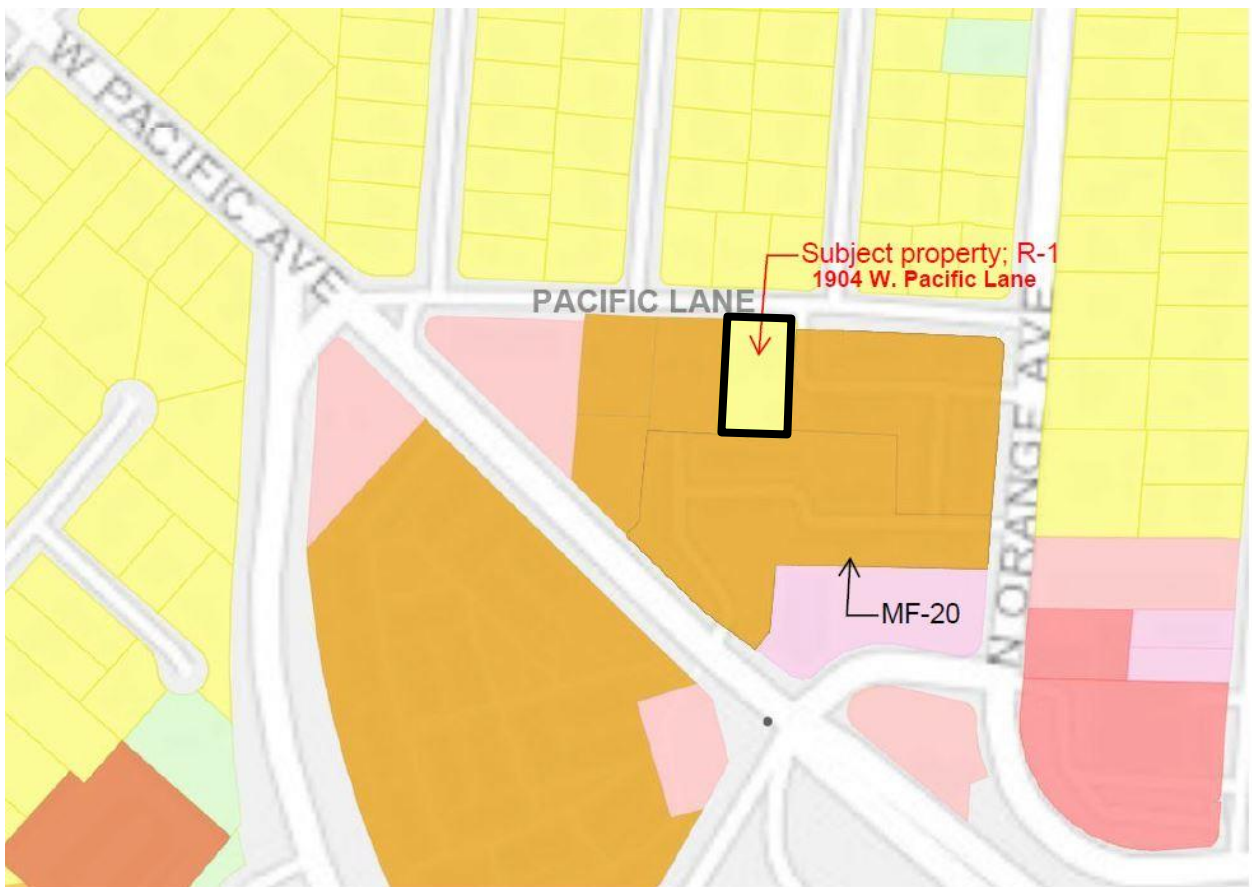 W PACIFIC AVE
Subject property; R-1
1904 W. Pacific Lane
PACIFIC LANE
N ORANGE AVE
MF-20